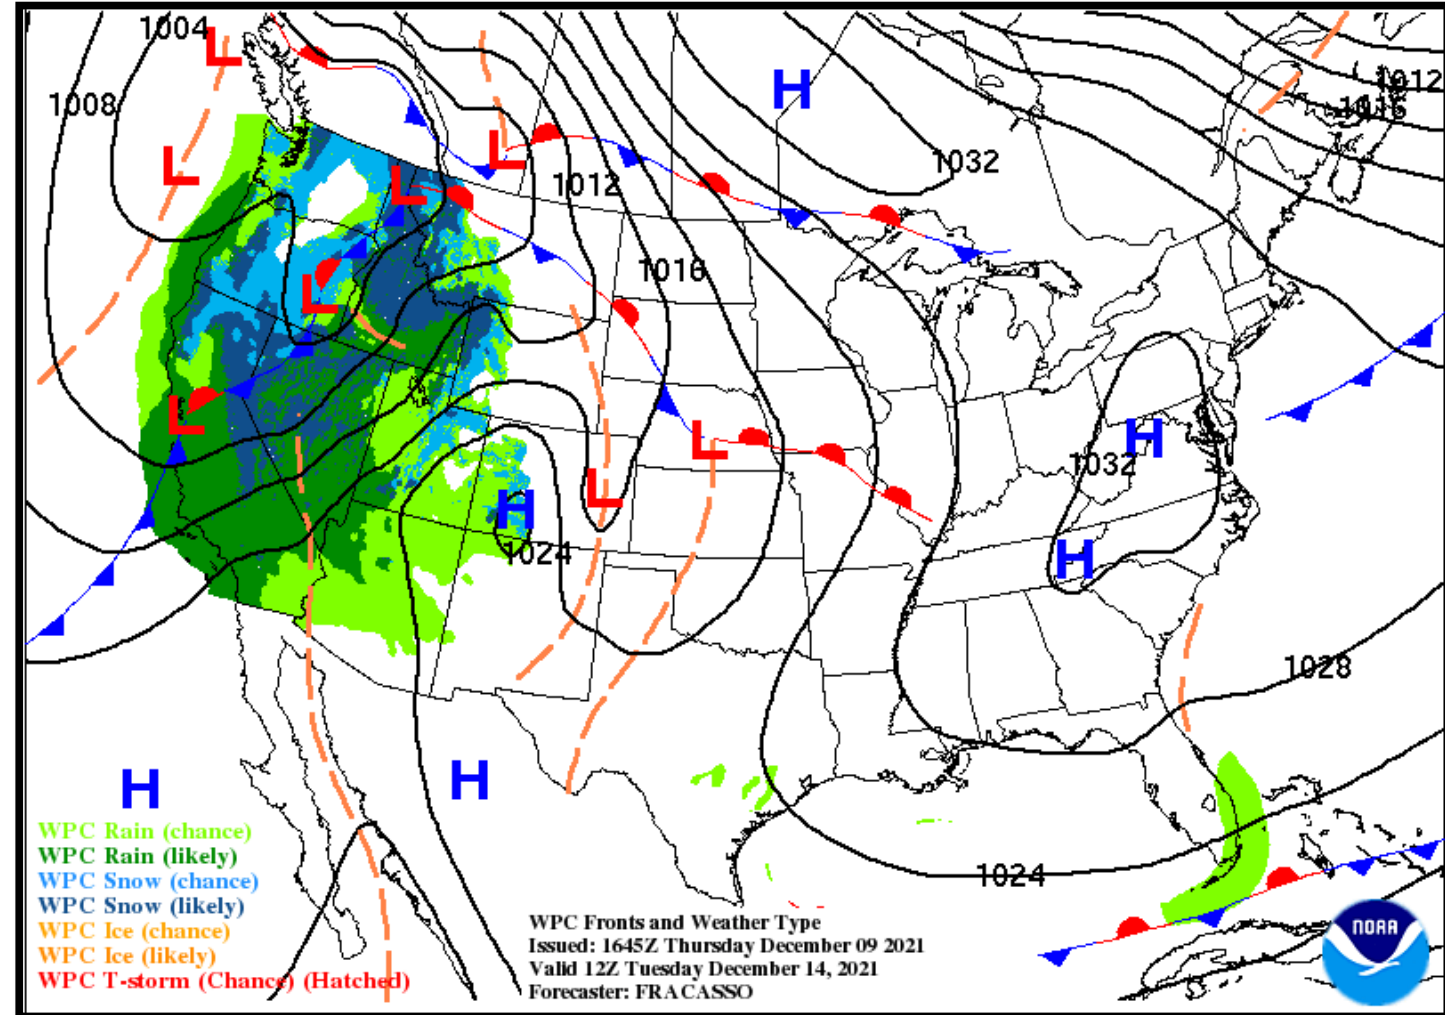 1004
L
1008
H
L
L
1012
1016
1032
L
1012
1016
L
H
1032
L
L
L
H
1024
H
1028
H
H
1024
WPC Rain (chance)
WPC Rain (likely)
WPC Snow (chance)
WPC Snow (likely)
WPC Ice (chance)
WPC Ice (likely)
WPC T-storm (Chance) (Hatched)
WPC Fronts and Weather Type
Issued: 1645Z Thursday December 09 2021
Valid 12Z Tuesday December 14, 2021
Forecaster: FRACASSO
NOAA